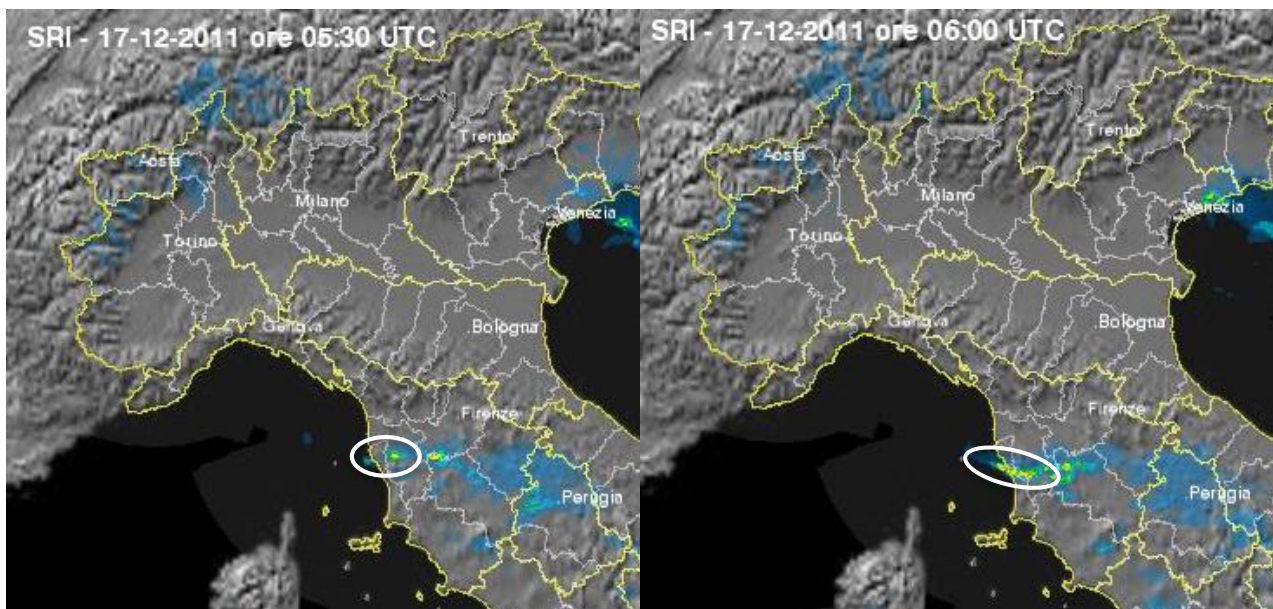 SRI - 17-12-2011 ore 05:30 UTC
Trento
Aosta
Milano
Venezia
Torino
Genova
.Bologna
Firenze
.Perugia
SRI - 17-12-2011 ore 06:00 UTC
Trento
Aosta
Milano
Venezia
Torino
Genova
.Bologna
Firenze
.Perugia